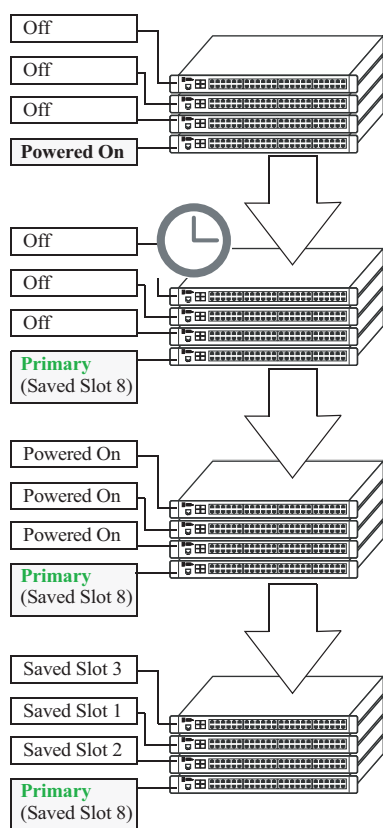 Off
Off
Off
Powered On
Off
Off
Off
Primary
(Saved Slot 8)
Powered On
Powered On
Powered On
Primary
(Saved Slot 8)
Saved Slot 3
Saved Slot 1
Saved Slot 2
Primary
(Saved Slot 8)